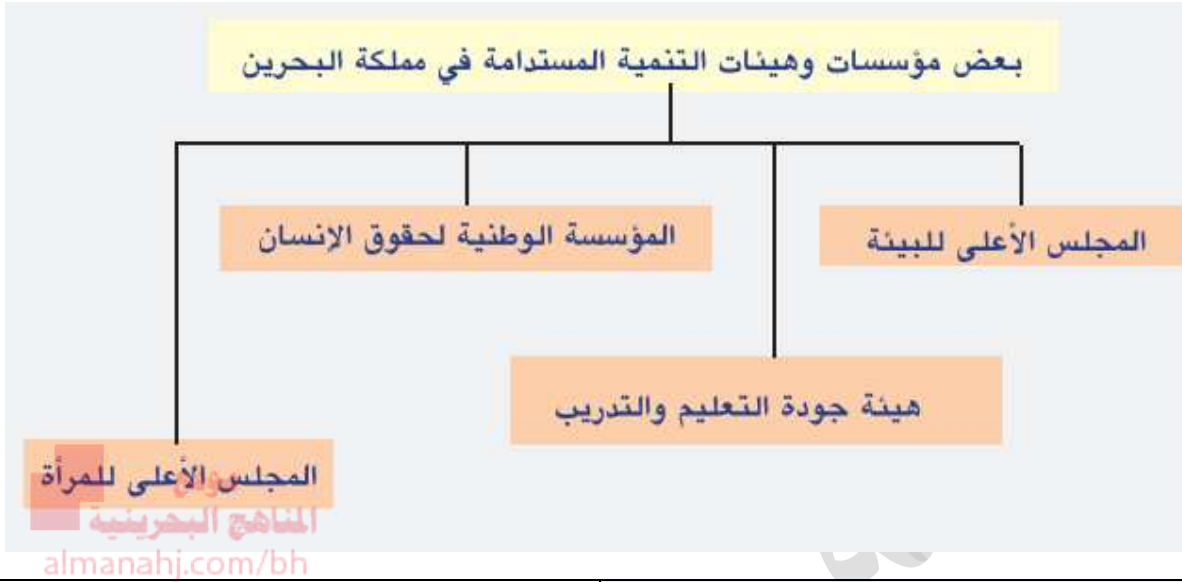 بعض مؤسسات وهيئات التنمية المستدامة في مملكة البحرين
المجلس الأعلى للبيئة
المؤسسة الوطنية لحقوق الإنسان
هيئة جودة التعليم والتدريب
المجلس الأعلى للمرأة
المناهج البحرينية
almanahj.com/bh